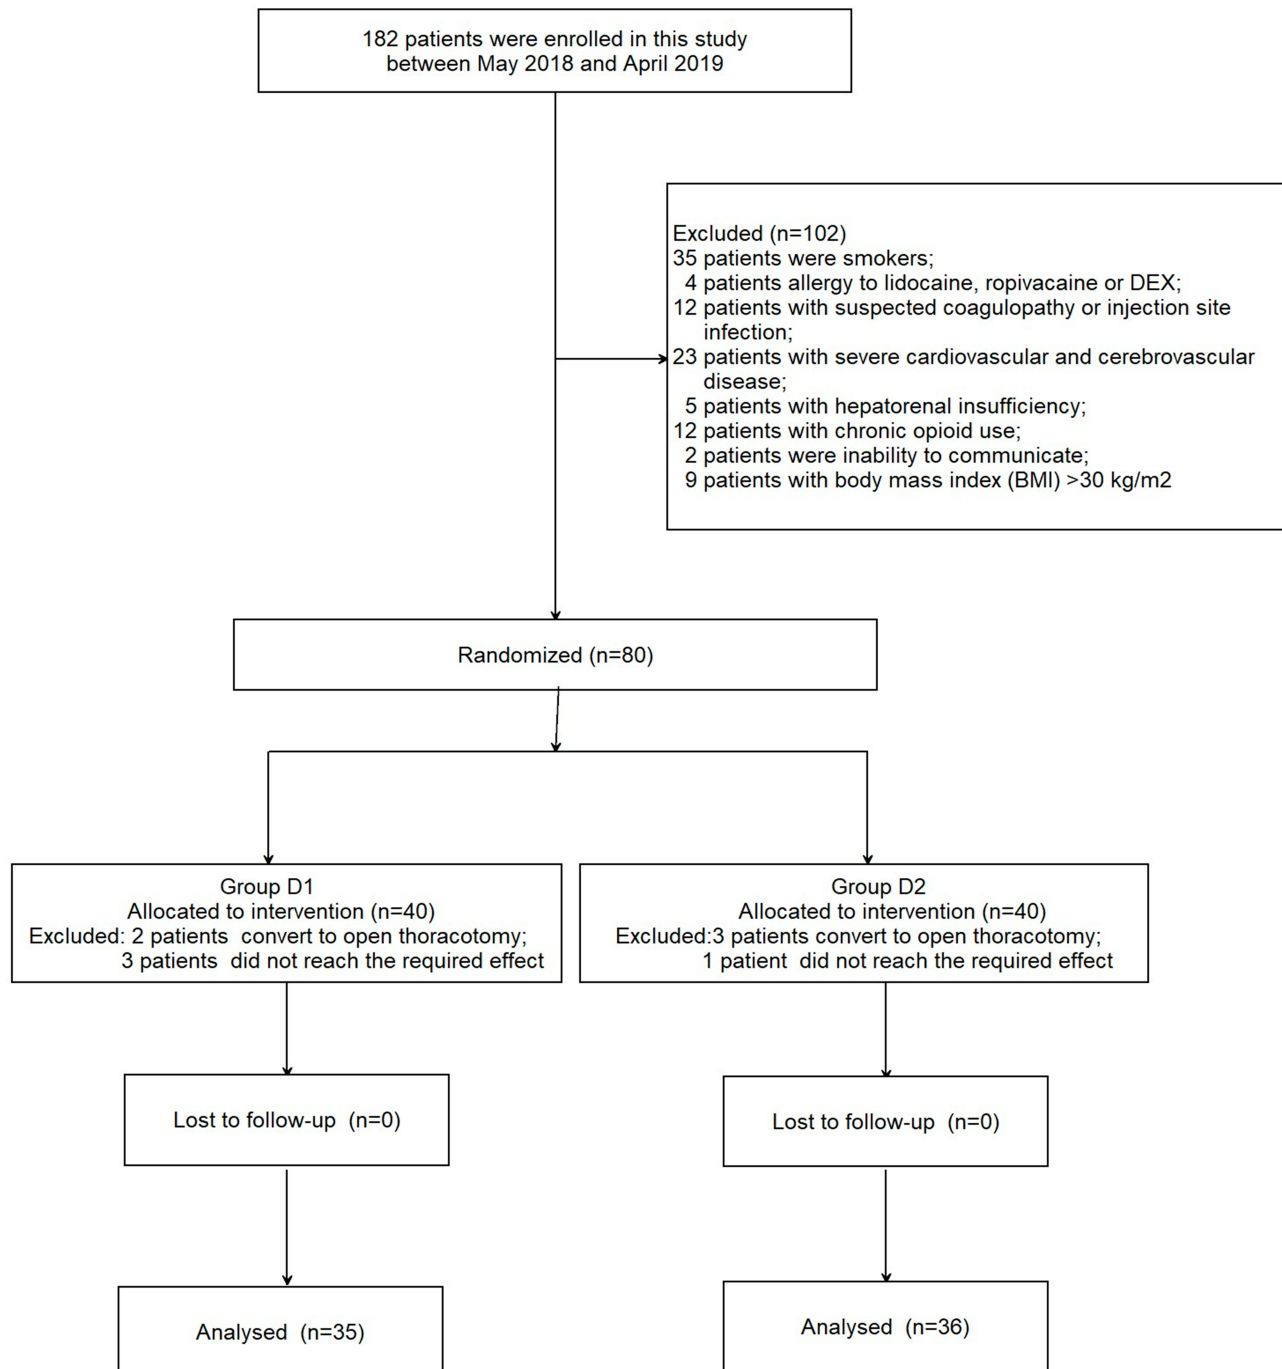 182 patients were enrolled in this study
between May 2018 and April 2019
Excluded (n=102)
35 patients were smokers;
4 patients allergy to lidocaine, ropivacaine or DEX;
12 patients with suspected coagulopathy or injection site
infection;
23 patients with severe cardiovascular and cerebrovascular
disease;
5 patients with hepatorenal insufficiency;
12 patients with chronic opioid use;
2 patients were inability to communicate;
9 patients with body mass index (BMI) >30 kg/m2
Randomized (n=80)
Group D1
Allocated to intervention (n=40)
Excluded: 2 patients  convert to open thoracotomy;
3 patients  did not reach the required effect
Group D2
Allocated to intervention (n=40)
Excluded:3 patients convert to open thoracotomy;
1 patient  did not reach the required effect
Lost to follow-up  (n=0)
Lost to follow-up  (n=0)
Analysed  (n=35)
Analysed  (n=36)